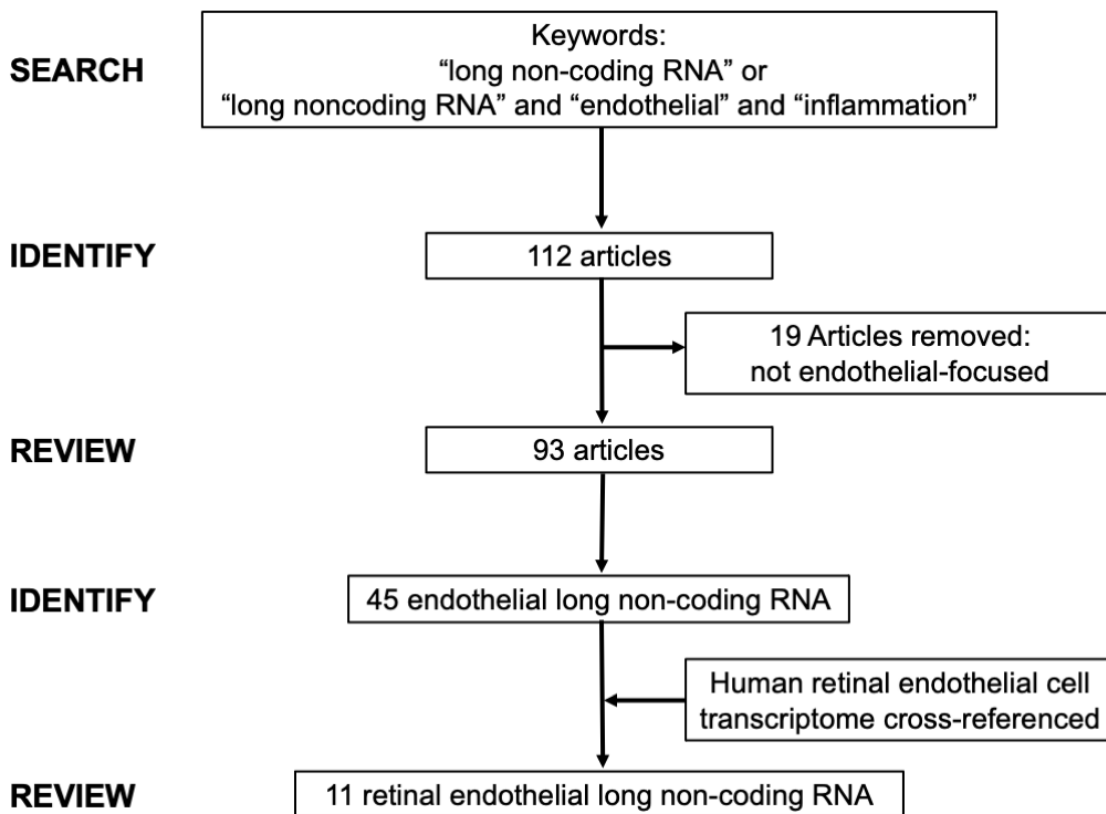 SEARCH
Keywords:
“long non-coding RNA” or
“long noncoding RNA” and “endothelial” and “inflammation”
IDENTIFY
112 articles
19 Articles removed:
not endothelial-focused
REVIEW
93 articles
IDENTIFY
45 endothelial long non-coding RNA
Human retinal endothelial cell
transcriptome cross-referenced
REVIEW
11 retinal endothelial long non-coding RNA